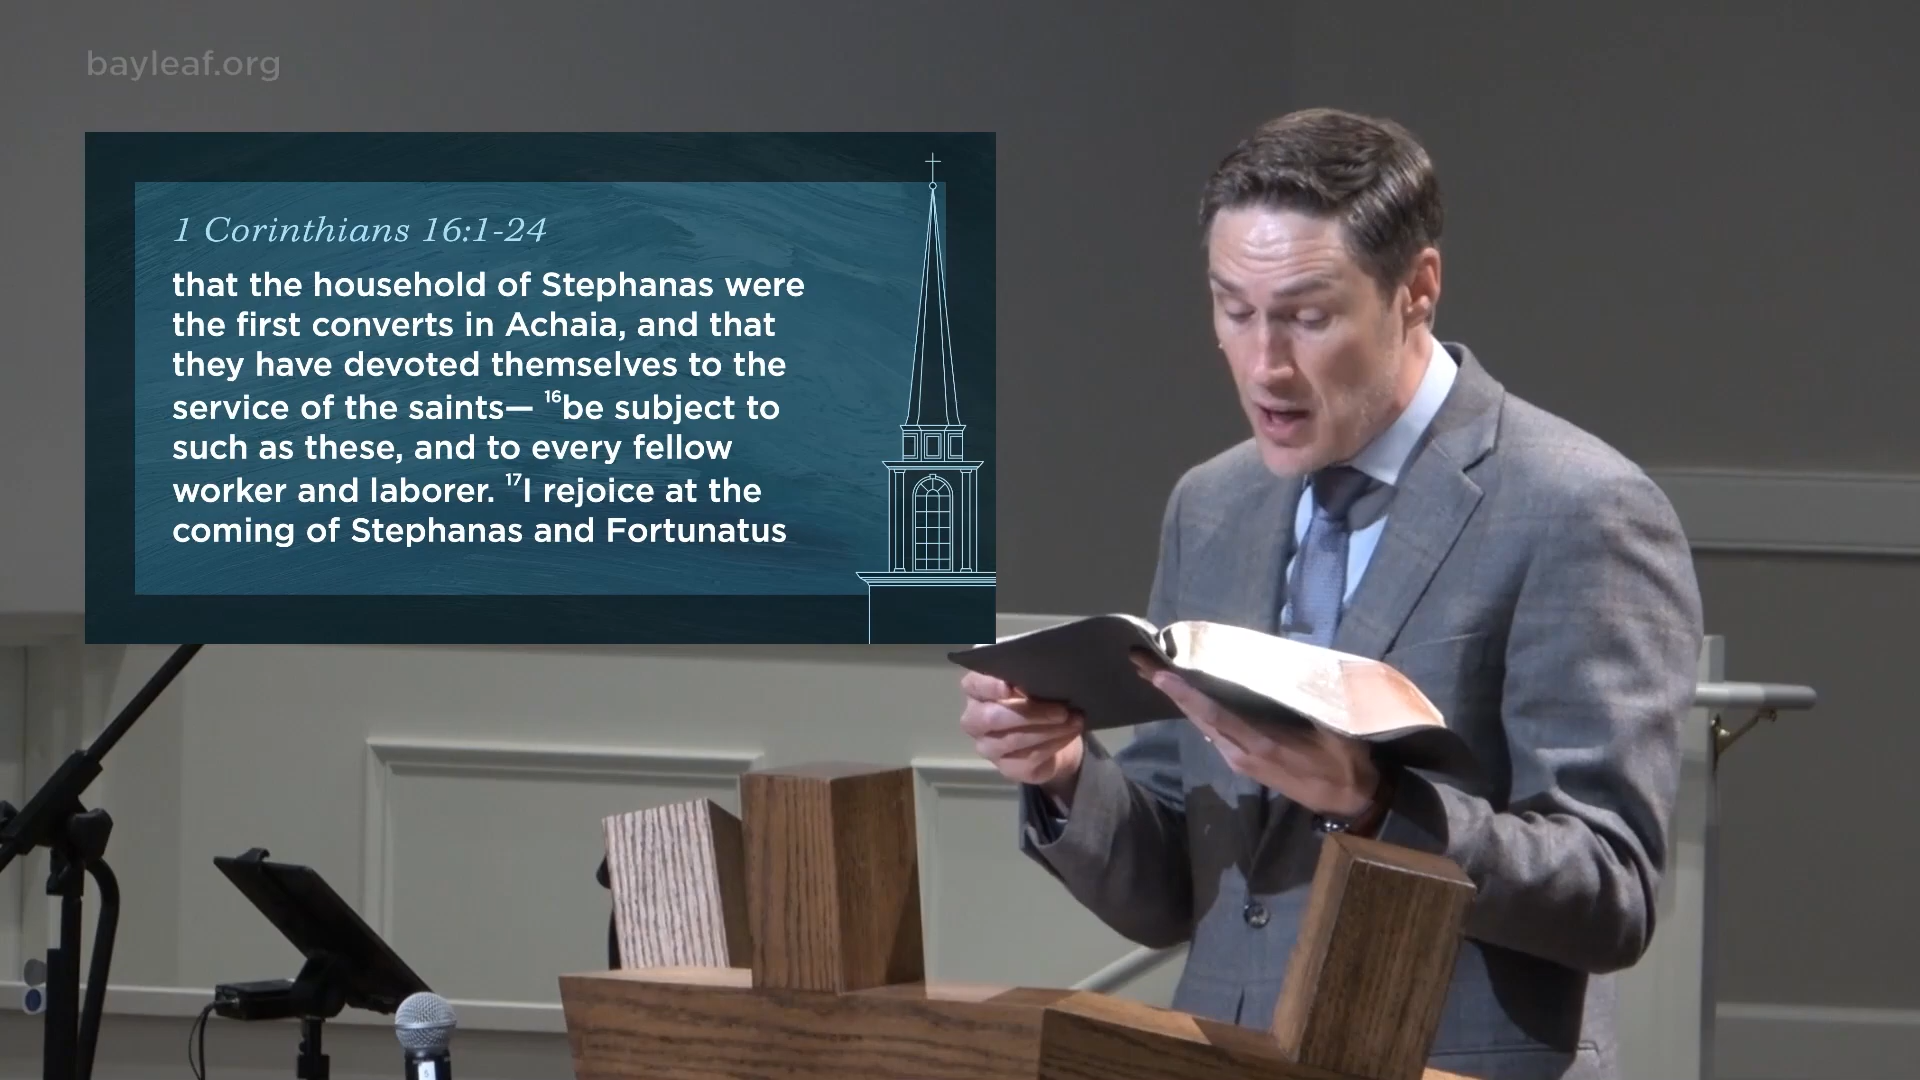 bayleaf.org
1 Corinthians 16:1-24
that the household of Stephanas were
the first converts in Achaia, and that
they have devoted themselves to the
service of the saints— ¹⁶be subject to
such as these, and to every fellow
worker and laborer. ¹⁷I rejoice at the
coming of Stephanas and Fortunatus
5